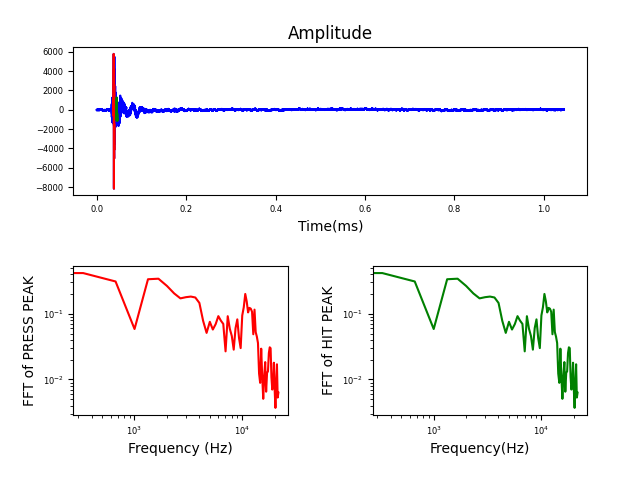 Amplitude
6000
4000
2000
0
−2000
−4000
−6000
−8000
0.0 0.2 0.4 0.6 0.8 1.0
Time(ms)
FFT of PRESS PEAK
10⁻¹
10⁻²
10³ 10⁴
Frequency (Hz)
FFT of HIT PEAK
10⁻¹
10⁻²
10³ 10⁴
Frequency(Hz)